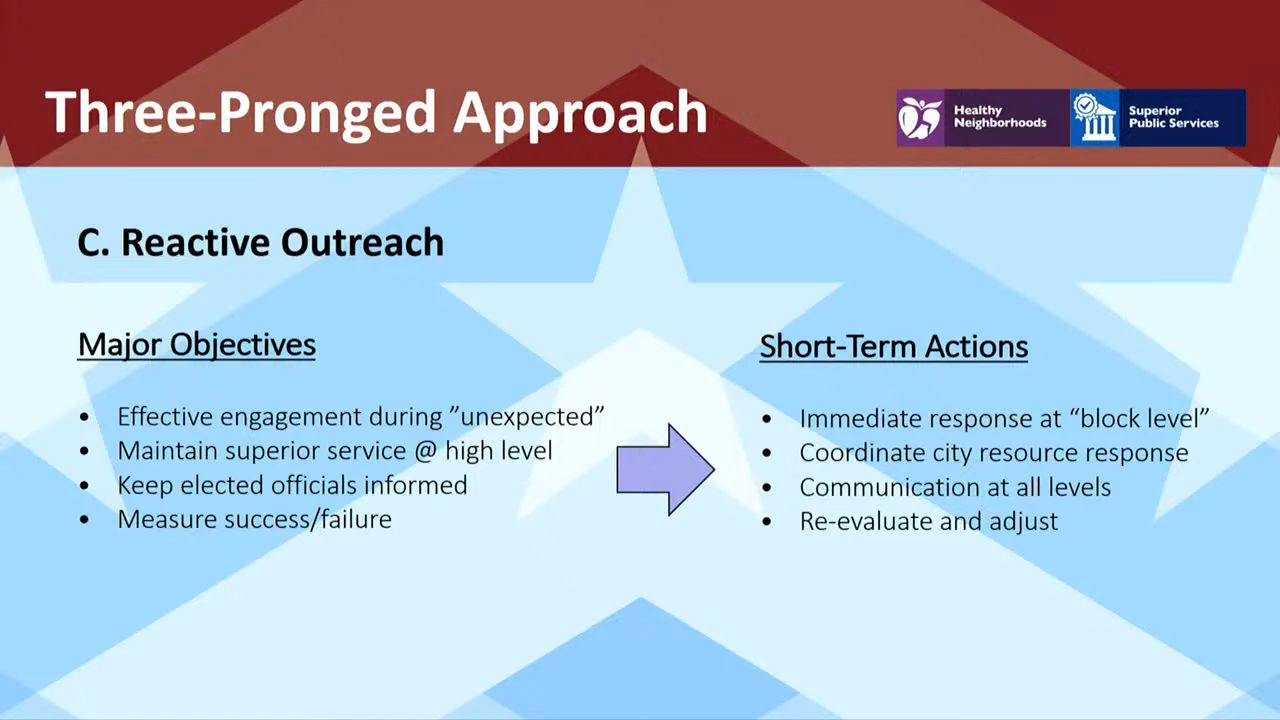 Three-Pronged Approach
Healthy
Neighborhoods
Superior
Public Services
C. Reactive Outreach
Major Objectives
• Effective engagement during ”unexpected”
• Maintain superior service @ high level
• Keep elected officials informed
• Measure success/failure
Short-Term Actions
• Immediate response at “block level”
• Coordinate city resource response
• Communication at all levels
• Re-evaluate and adjust